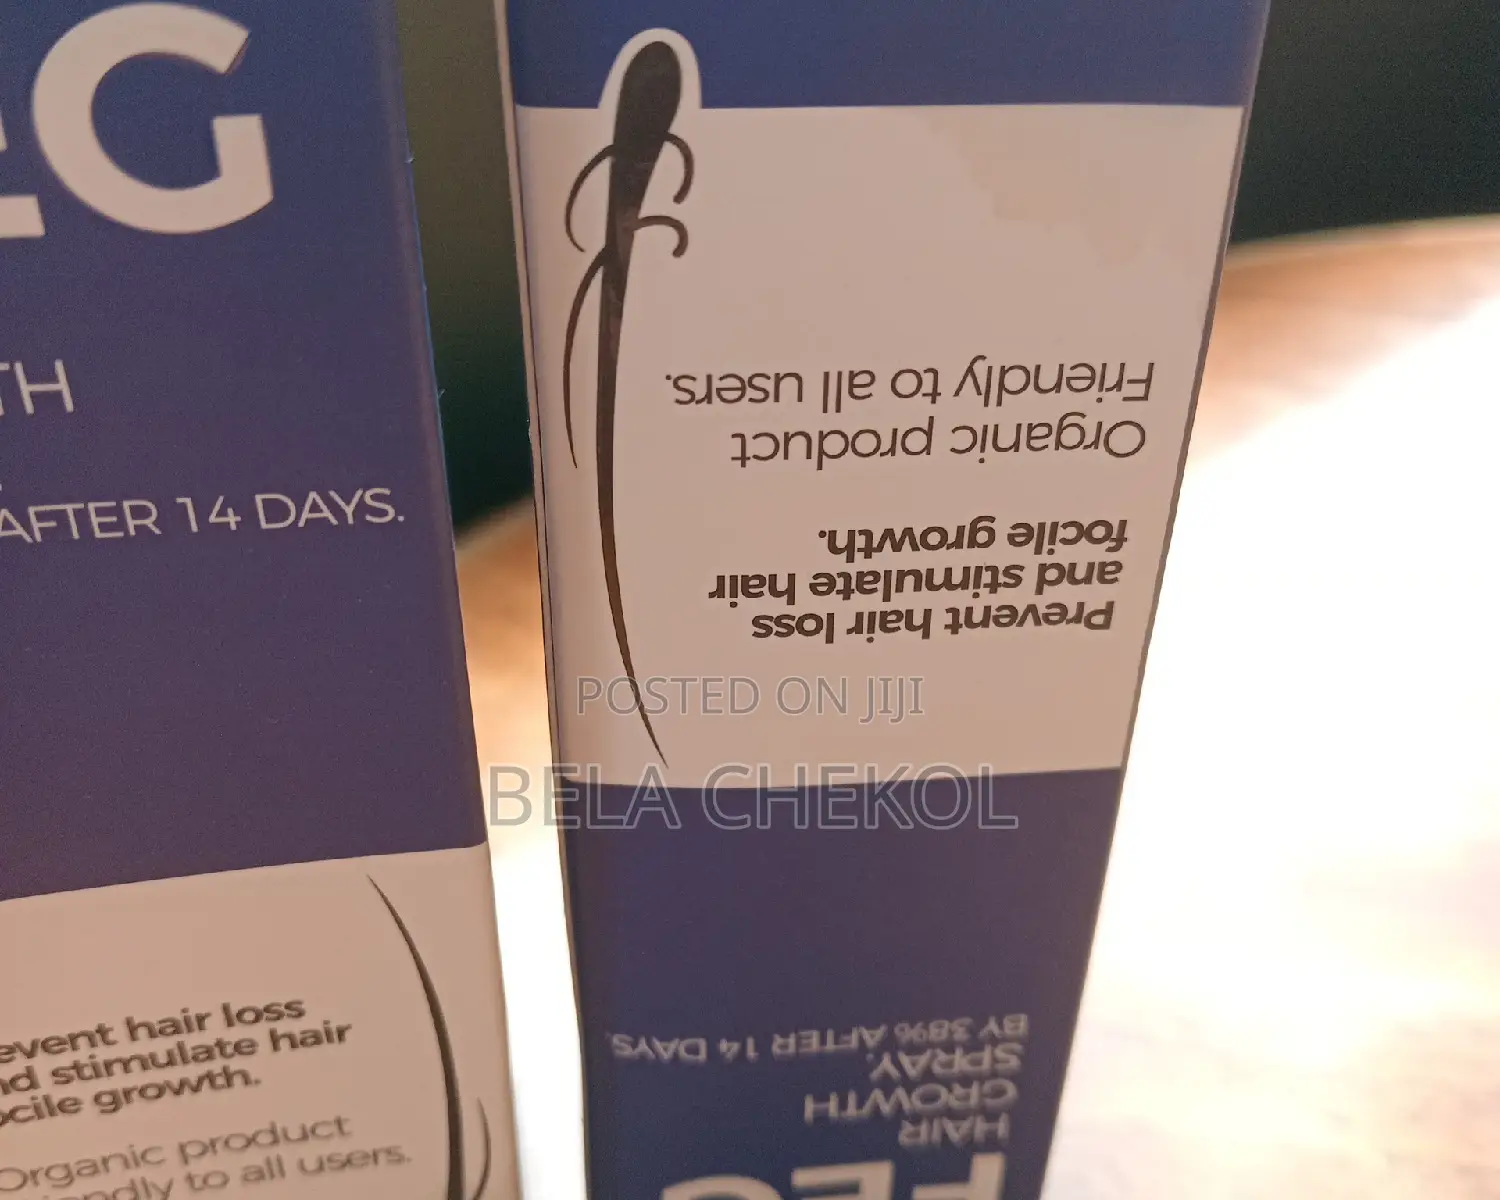 EG
TH
AFTER 14 DAYS.
event hair loss
nd stimulate hair
ocile growth.
Organic product
iendly to all users.
FEG
HAIR
GROWTH
SPRAY.
BY 38% AFTER 14 DAYS.
Prevent hair loss
and stimulate hair
focile growth.
Organic product
Friendly to all users.
POSTED ON JIJI
BELA CHEKOL